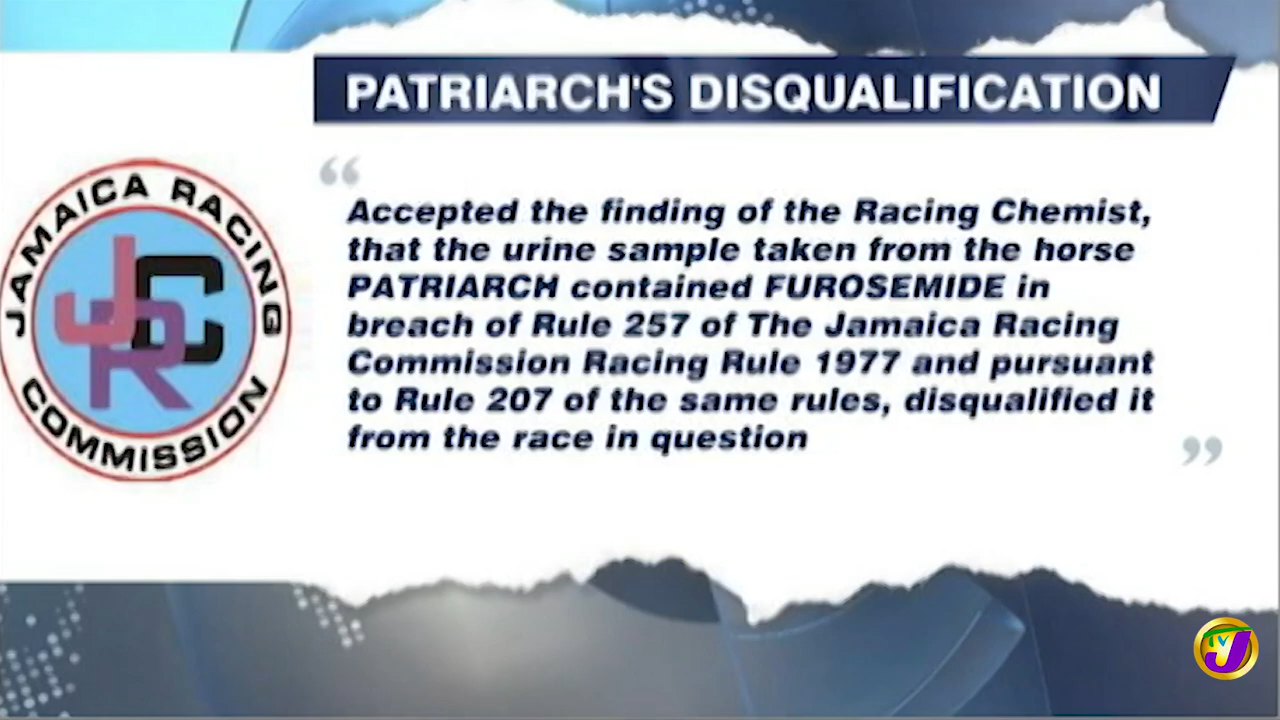 PATRIARCH'S DISQUALIFICATION
“
Accepted the finding of the Racing Chemist,
that the urine sample taken from the horse
PATRIARCH contained FUROSEMIDE in
breach of Rule 257 of The Jamaica Racing
Commission Racing Rule 1977 and pursuant
to Rule 207 of the same rules, disqualified it
from the race in question
”
JAMAICA RACING
JRC
COMMISSION
TVJ